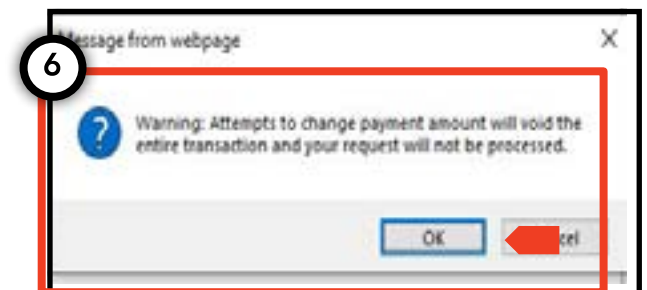 Message from webpage
6
Warning: Attempts to change payment amount will void the
entire transaction and your request will not be processed.
OK